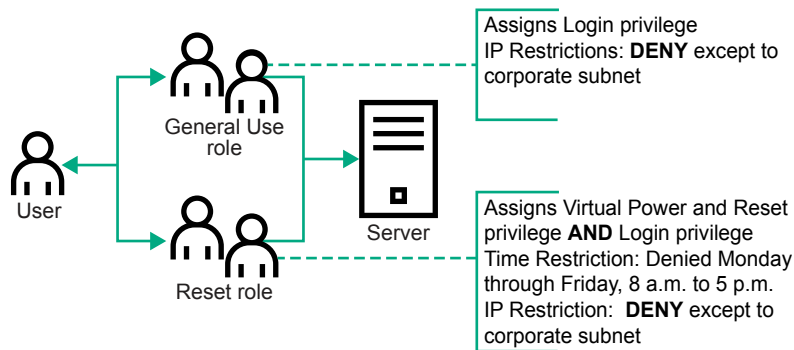 Assigns Login privilege
IP Restrictions: DENY except to
corporate subnet
General Use
role
User
Server
Reset role
Assigns Virtual Power and Reset
privilege AND Login privilege
Time Restriction: Denied Monday
through Friday, 8 a.m. to 5 p.m.
IP Restriction: DENY except to
corporate subnet